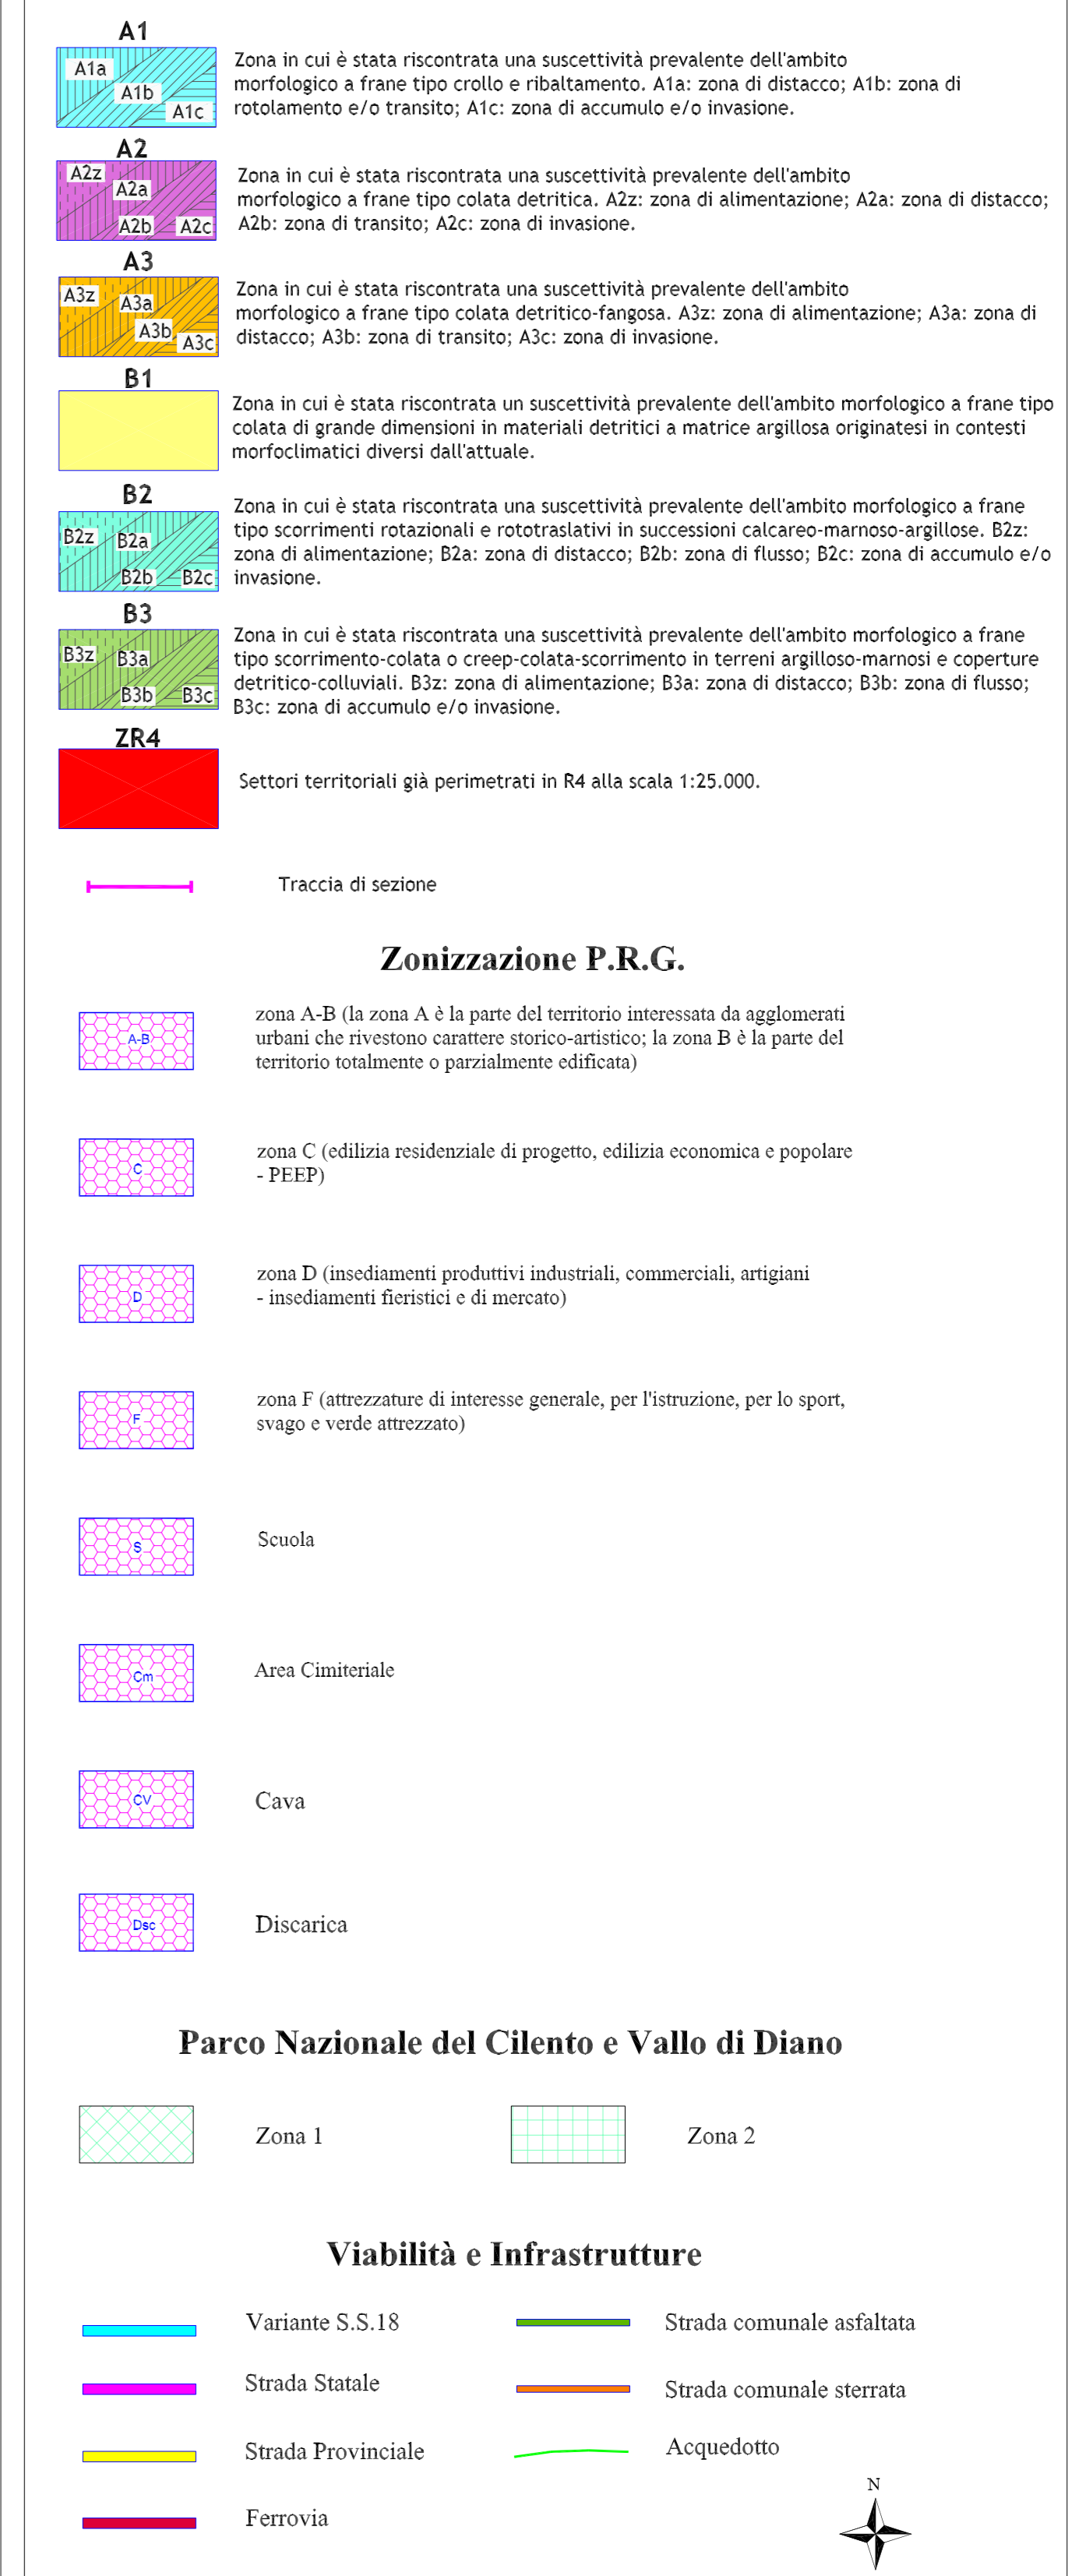 A1
A1a
A1b
A1c
Zona in cui è stata riscontrata una suscettività prevalente dell'ambito
morfologico a frane tipo crollo e ribaltamento. A1a: zona di distacco; A1b: zona di
rotolamento e/o transito; A1c: zona di accumulo e/o invasione.
A2
A2z
A2a
A2b
A2c
Zona in cui è stata riscontrata una suscettività prevalente dell'ambito
morfologico a frane tipo colata detritica. A2z: zona di alimentazione; A2a: zona di distacco;
A2b: zona di transito; A2c: zona di invasione.
A3
A3z
A3a
A3b
A3c
Zona in cui è stata riscontrata una suscettività prevalente dell'ambito
morfologico a frane tipo colata detritico-fangosa. A3z: zona di alimentazione; A3a: zona di
distacco; A3b: zona di transito; A3c: zona di invasione.
B1
Zona in cui è stata riscontrata un suscettività prevalente dell'ambito morfologico a frane tipo
colata di grande dimensioni in materiali detritici a matrice argillosa originatesi in contesti
morfoclimatici diversi dall'attuale.
B2
B2z
B2a
B2b
B2c
Zona in cui è stata riscontrata una suscettività prevalente dell'ambito morfologico a frane
tipo scorrimenti rotazionali e rototraslativi in successioni calcareo-marnoso-argillose. B2z:
zona di alimentazione; B2a: zona di distacco; B2b: zona di flusso; B2c: zona di accumulo e/o
invasione.
B3
B3z
B3a
B3b
B3c
Zona in cui è stata riscontrata una suscettività prevalente dell'ambito morfologico a frane
tipo scorrimento-colata o creep-colata-scorrimento in terreni argilloso-marnosi e coperture
detritico-colluviali. B3z: zona di alimentazione; B3a: zona di distacco; B3b: zona di flusso;
B3c: zona di accumulo e/o invasione.
ZR4
Settori territoriali già perimetrati in R4 alla scala 1:25.000.
Traccia di sezione
Zonizzazione P.R.G.
A-B
zona A-B (la zona A è la parte del territorio interessata da agglomerati
urbani che rivestono carattere storico-artistico; la zona B è la parte del
territorio totalmente o parzialmente edificata)
C
zona C (edilizia residenziale di progetto, edilizia economica e popolare
- PEEP)
D
zona D (insediamenti produttivi industriali, commerciali, artigiani
- insediamenti fieristici e di mercato)
F
zona F (attrezzature di interesse generale, per l'istruzione, per lo sport,
svago e verde attrezzato)
S
Scuola
Cm
Area Cimiteriale
CV
Cava
Dsc
Discarica
Parco Nazionale del Cilento e Vallo di Diano
Zona 1
Zona 2
Viabilità e Infrastrutture
Variante S.S.18
Strada comunale asfaltata
Strada Statale
Strada comunale sterrata
Strada Provinciale
Acquedotto
Ferrovia
N